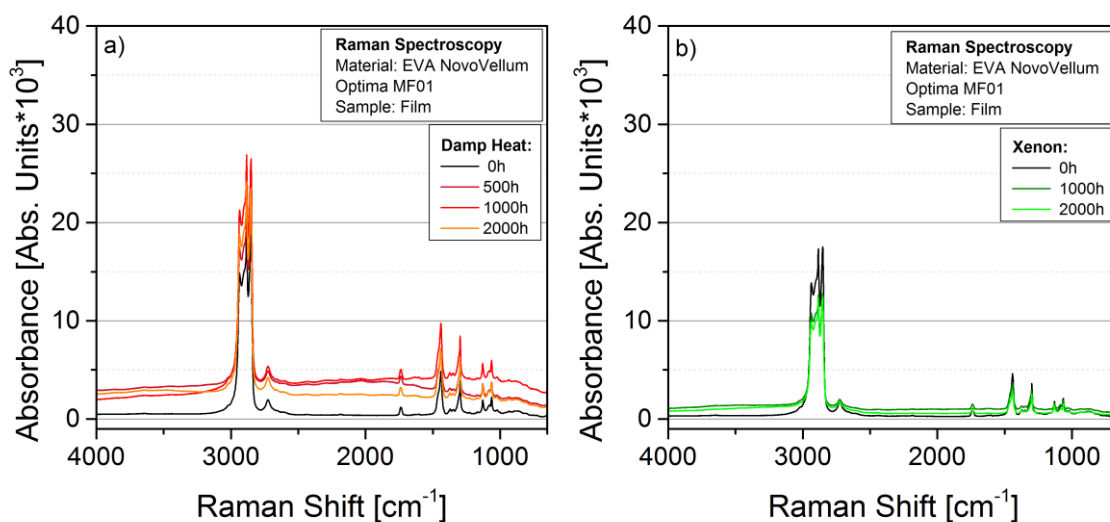 a)
Raman Spectroscopy
Material: EVA NovoVellum
Optima MF01
Sample: Film
Damp Heat:
0h
500h
1000h
2000h
40
30
20
10
0
4000
3000
2000
1000
Absorbance [Abs. Units*10³]
Raman Shift [cm⁻¹]
b)
Raman Spectroscopy
Material: EVA NovoVellum
Optima MF01
Sample: Film
Xenon:
0h
1000h
2000h
40
30
20
10
0
4000
3000
2000
1000
Absorbance [Abs. Units*10³]
Raman Shift [cm⁻¹]